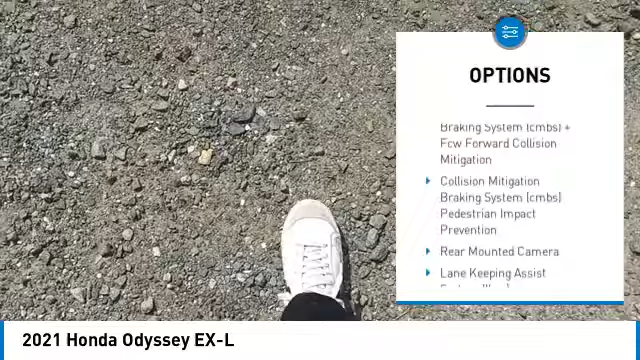 OPTIONS
Braking System (cmbs) +
Fcw Forward Collision
Mitigation
Collision Mitigation
Braking System (cmbs)
Pedestrian Impact
Prevention
Rear Mounted Camera
Lane Keeping Assist
2021 Honda Odyssey EX-L